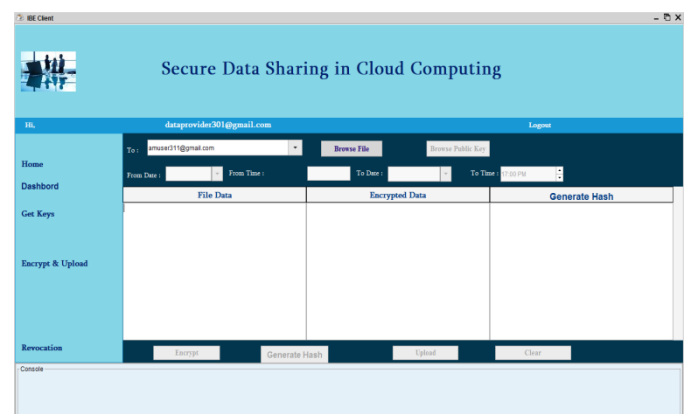 IBE Client
Secure Data Sharing in Cloud Computing
Hi, dataprovider301@gmail.com Logout
To : amuser311@gmail.com Browse File Browse Public Key
Home
From Date : From Time : To Date : To Time : 17:00 PM
Dashbord
File Data Encrypted Data Generate Hash
Get Keys
Encrypt & Upload
Revocation
Encrypt Generate Hash Upload Clear
Console